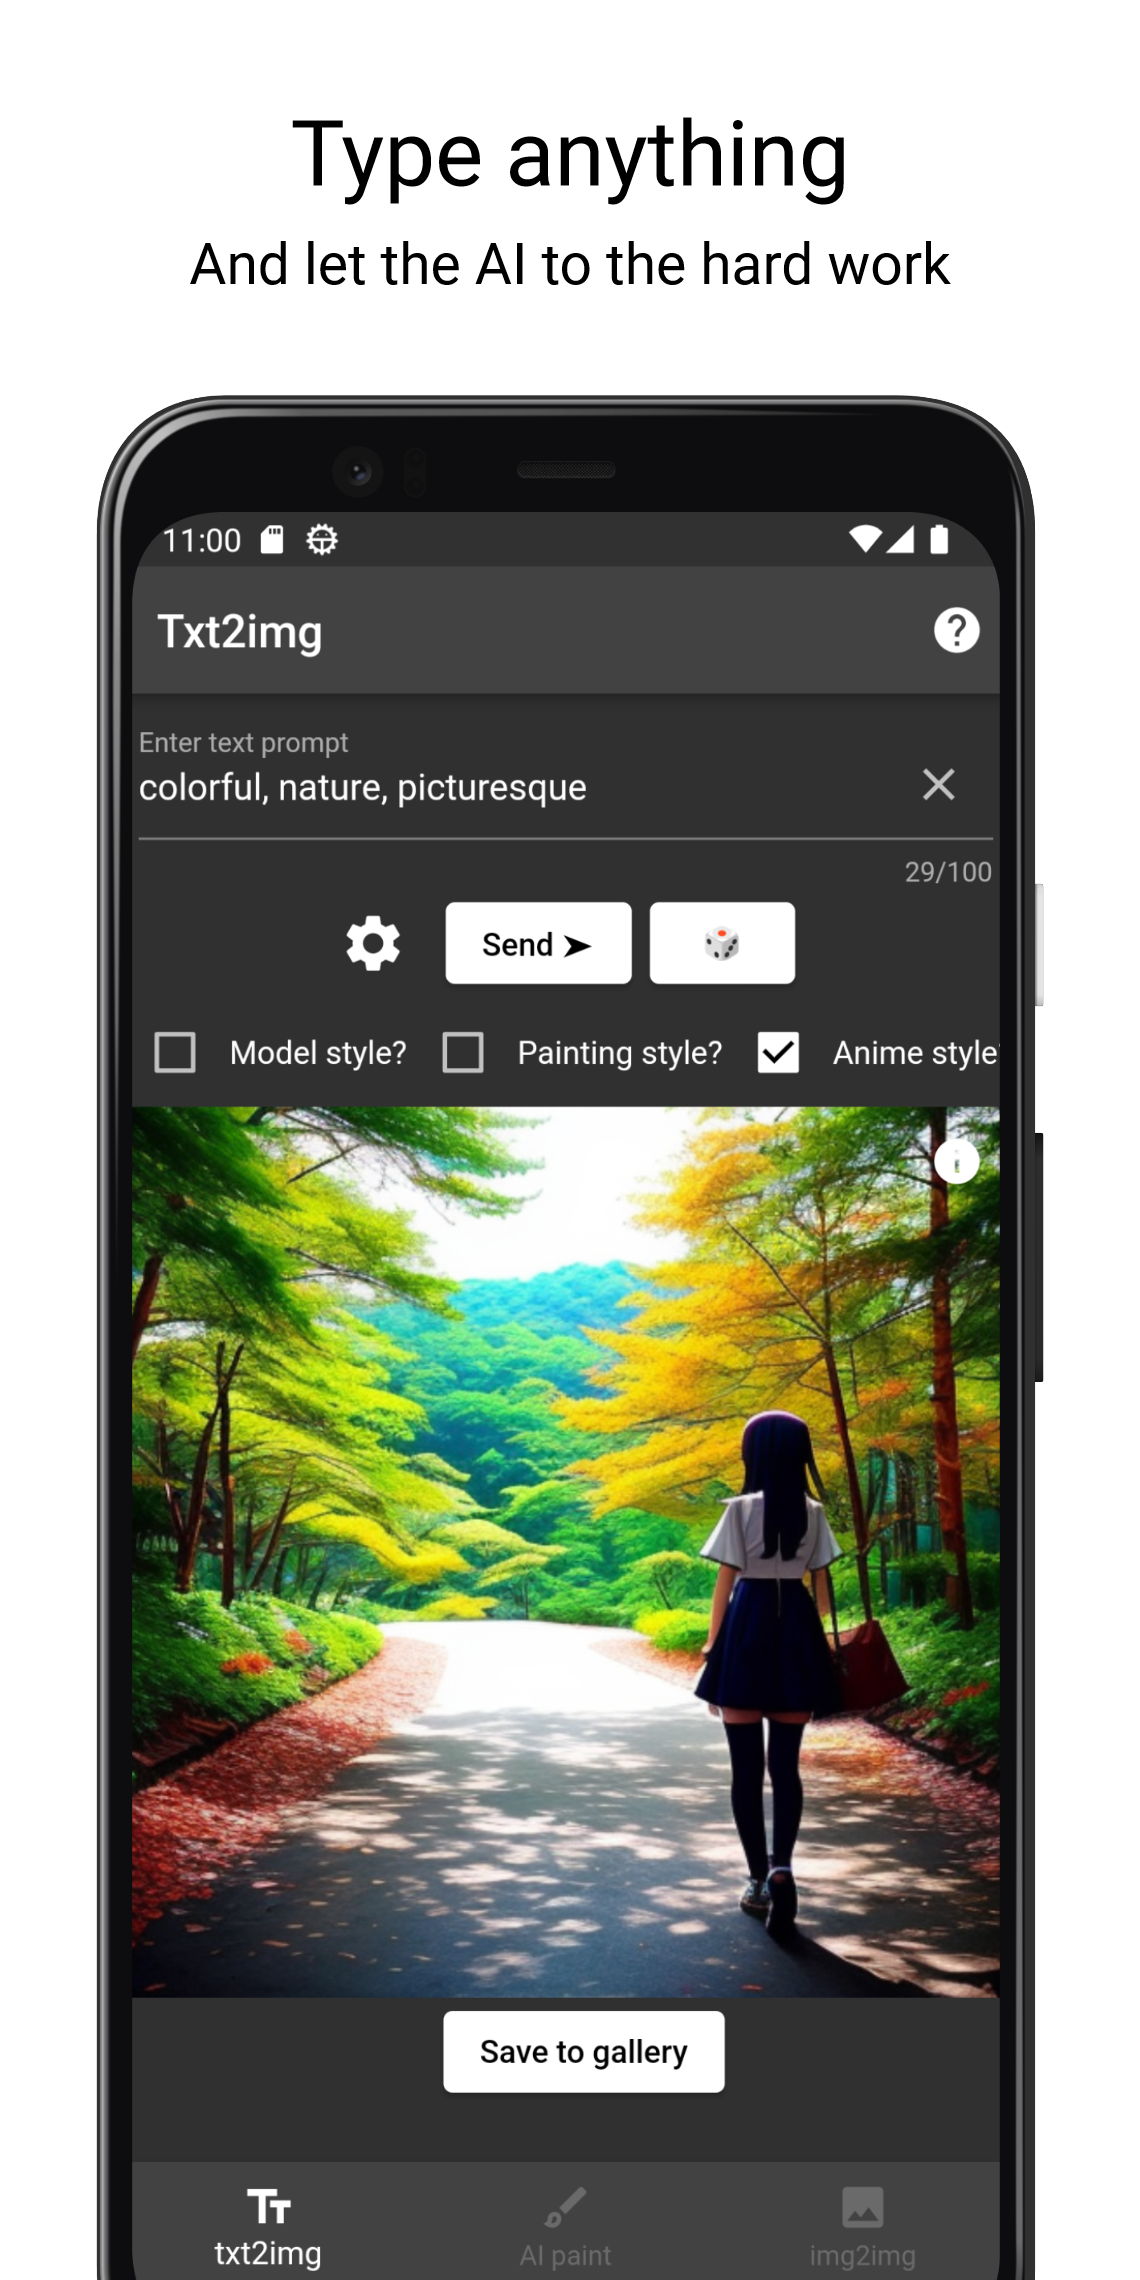 Type anything
And let the AI to the hard work
11:00
Txt2img
Enter text prompt
colorful, nature, picturesque
29/100
Send
Model style? Painting style? Anime style?
Save to gallery
txt2img AI paint img2img